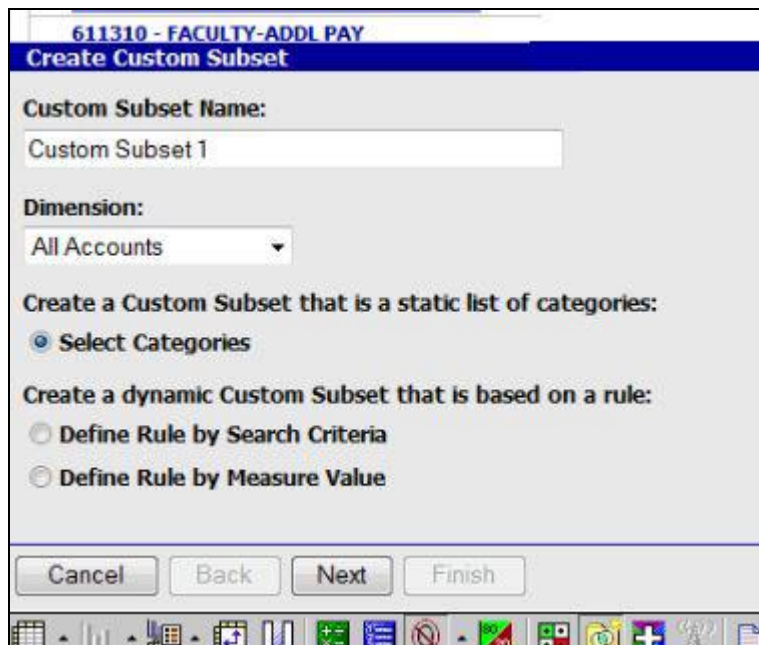 611310 - FACULTY-ADDL PAY
Create Custom Subset
Custom Subset Name:
Custom Subset 1
Dimension:
All Accounts
Create a Custom Subset that is a static list of categories:
Select Categories
Create a dynamic Custom Subset that is based on a rule:
Define Rule by Search Criteria
Define Rule by Measure Value
Cancel Back Next Finish